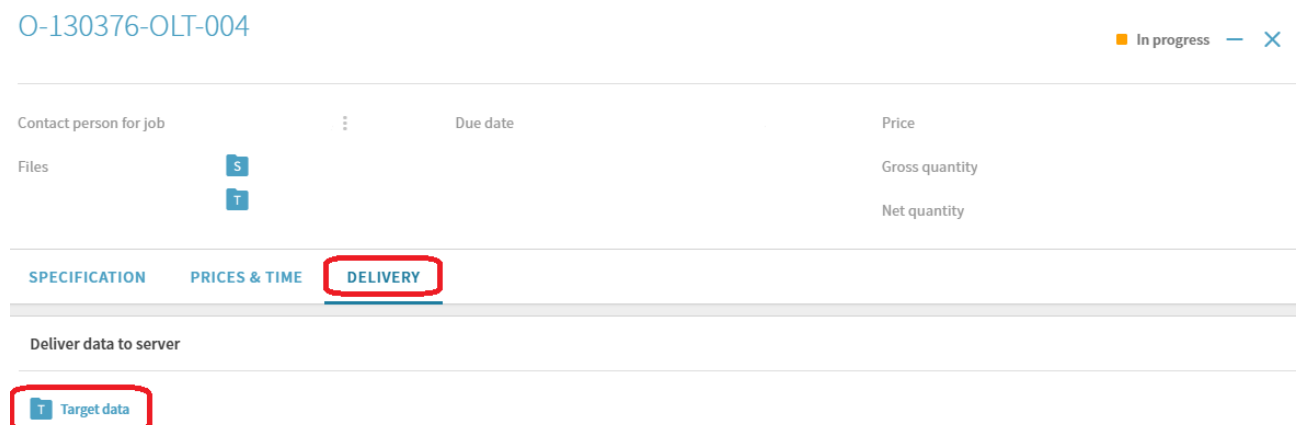 O-130376-OLT-004
In progress
Contact person for job
Due date
Price
Files
S
Gross quantity
T
Net quantity
SPECIFICATION PRICES & TIME DELIVERY
Deliver data to server
T Target data